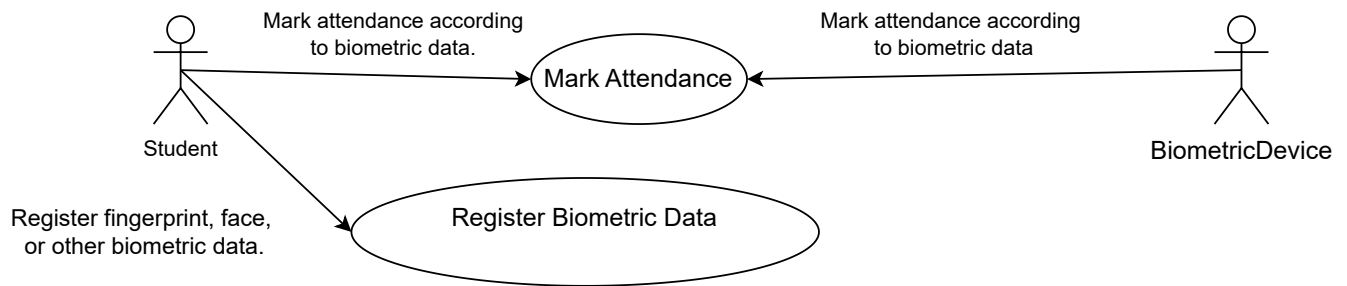 Mark attendance according
to biometric data.
Mark attendance according
to biometric data
Mark Attendance
Student
BiometricDevice
Register fingerprint, face,
or other biometric data.
Register Biometric Data